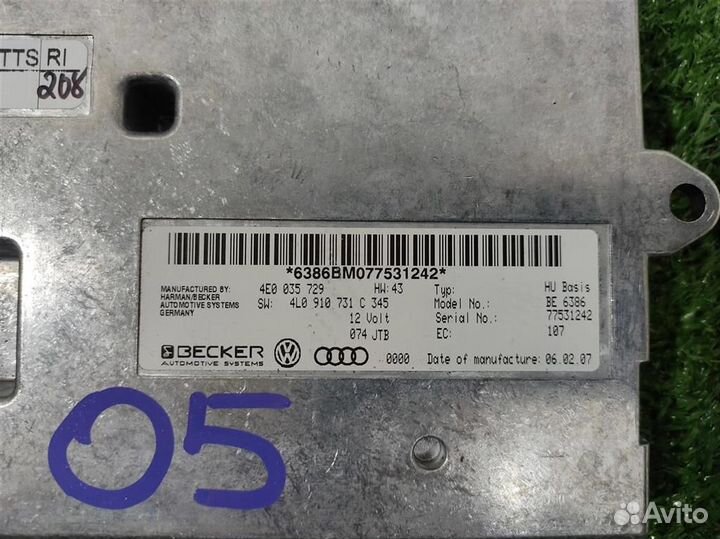 TTS RI
208
*6386BM077531242*
MANUFACTURED BY: 4E0 035 729 HW: 43 Typ: HU Basis
HARMAN/BECKER
AUTOMOTIVE SYSTEMS SW: 4L0 910 731 C 345 Model No.: BE 6386
GERMANY 12 Volt Serial No.: 77531242
074 JTB EC: 107
BECKER
AUTOMOTIVE SYSTEMS
0000 Date of manufacture: 06.02.07
05
Avito